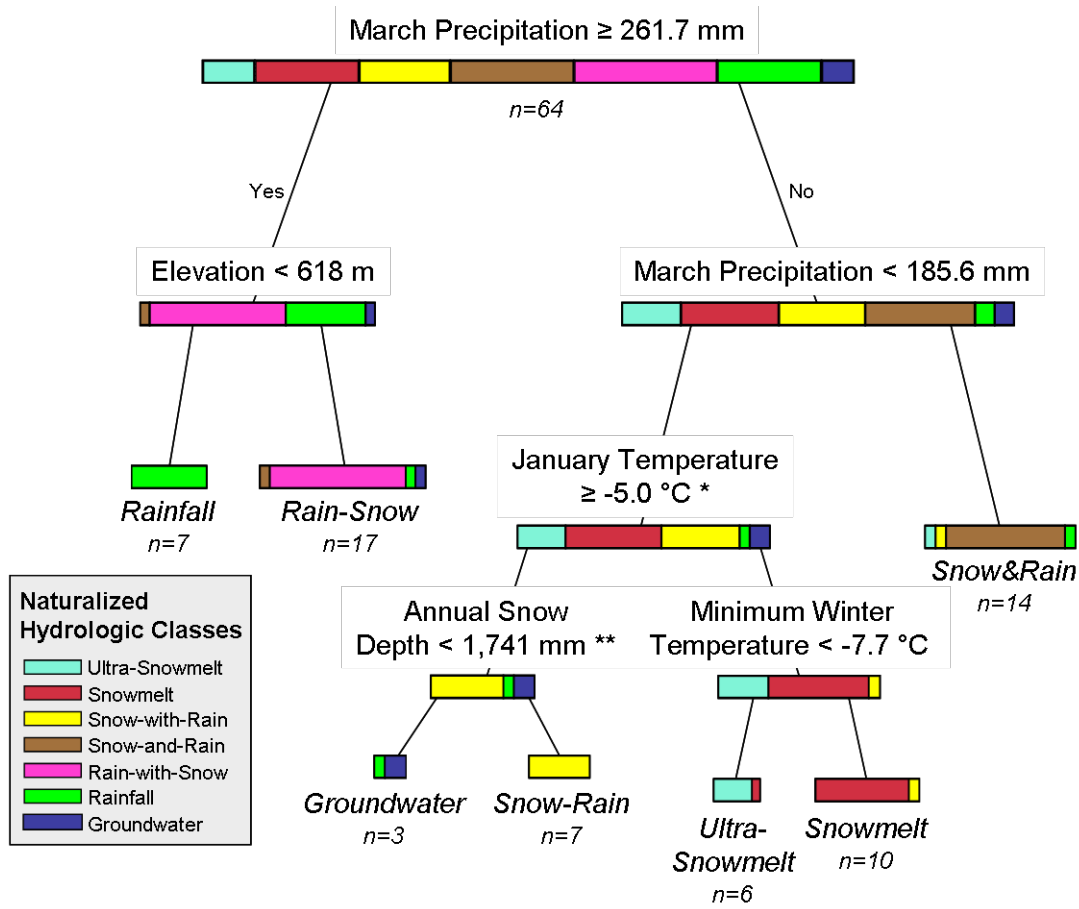 March Precipitation ≥ 261.7 mm
n=64
Yes
No
Elevation < 618 m
March Precipitation < 185.6 mm
January Temperature
≥ -5.0 °C *
Rainfall
n=7
Rain-Snow
n=17
Snow&Rain
n=14
Annual Snow
Depth < 1,741 mm **
Minimum Winter
Temperature < -7.7 °C
Groundwater
n=3
Snow-Rain
n=7
Ultra-
Snowmelt
n=6
Snowmelt
n=10
Naturalized
Hydrologic Classes
Ultra-Snowmelt
Snowmelt
Snow-with-Rain
Snow-and-Rain
Rain-with-Snow
Rainfall
Groundwater